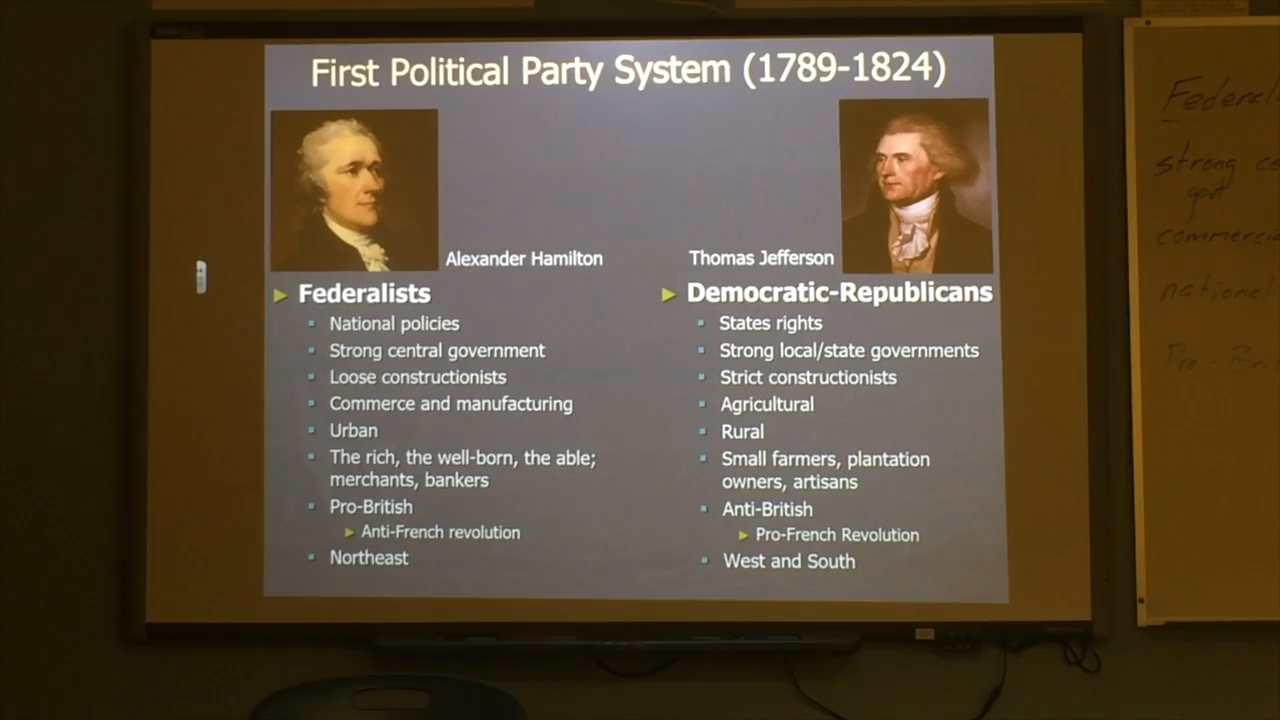 First Political Party System (1789-1824)
Alexander Hamilton
Thomas Jefferson
Federalists
National policies
Strong central government
Loose constructionists
Commerce and manufacturing
Urban
The rich, the well-born, the able;
merchants, bankers
Pro-British
Anti-French revolution
Northeast
Democratic-Republicans
States rights
Strong local/state governments
Strict constructionists
Agricultural
Rural
Small farmers, plantation
owners, artisans
Anti-British
Pro-French Revolution
West and South
strong
govt
national
Pro-